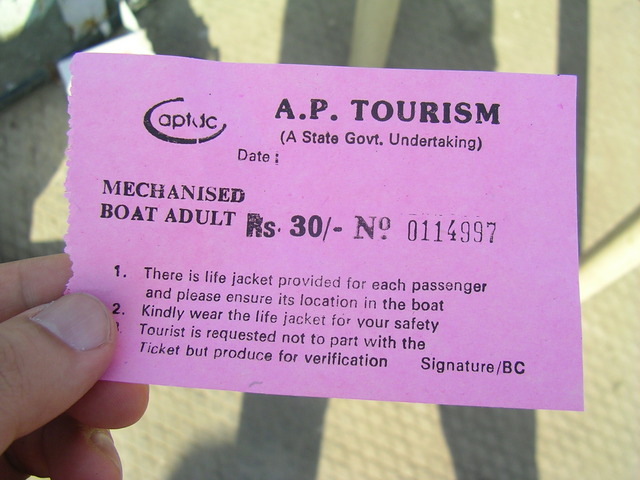 aptdc
A.P. TOURISM
(A State Govt. Undertaking)
Date :
MECHANISED
BOAT ADULT Rs. 30/- Nº 0114997
1. There is life jacket provided for each passenger
and please ensure its location in the boat
2. Kindly wear the life jacket for your safety
3. Tourist is requested not to part with the
Ticket but produce for verification Signature/BC